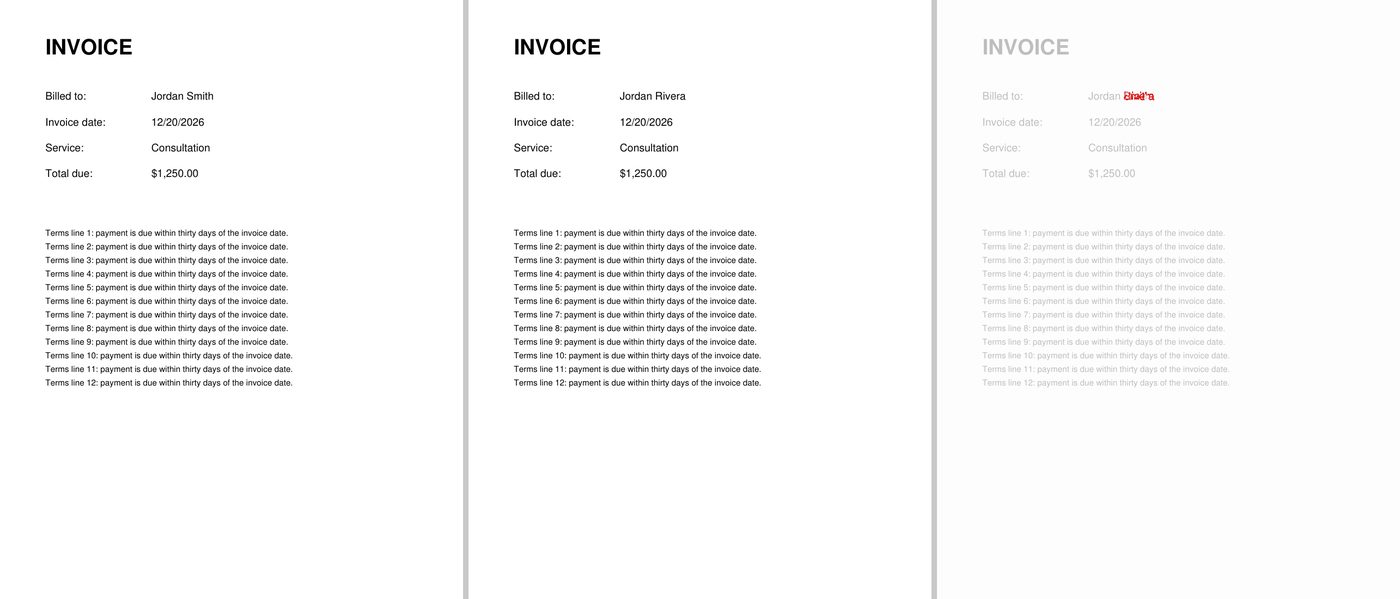 INVOICE
Billed to: Jordan Smith
Invoice date: 12/20/2026
Service: Consultation
Total due: $1,250.00
Terms line 1: payment is due within thirty days of the invoice date.
Terms line 2: payment is due within thirty days of the invoice date.
Terms line 3: payment is due within thirty days of the invoice date.
Terms line 4: payment is due within thirty days of the invoice date.
Terms line 5: payment is due within thirty days of the invoice date.
Terms line 6: payment is due within thirty days of the invoice date.
Terms line 7: payment is due within thirty days of the invoice date.
Terms line 8: payment is due within thirty days of the invoice date.
Terms line 9: payment is due within thirty days of the invoice date.
Terms line 10: payment is due within thirty days of the invoice date.
Terms line 11: payment is due within thirty days of the invoice date.
Terms line 12: payment is due within thirty days of the invoice date.
INVOICE
Billed to: Jordan Rivera
Invoice date: 12/20/2026
Service: Consultation
Total due: $1,250.00
Terms line 1: payment is due within thirty days of the invoice date.
Terms line 2: payment is due within thirty days of the invoice date.
Terms line 3: payment is due within thirty days of the invoice date.
Terms line 4: payment is due within thirty days of the invoice date.
Terms line 5: payment is due within thirty days of the invoice date.
Terms line 6: payment is due within thirty days of the invoice date.
Terms line 7: payment is due within thirty days of the invoice date.
Terms line 8: payment is due within thirty days of the invoice date.
Terms line 9: payment is due within thirty days of the invoice date.
Terms line 10: payment is due within thirty days of the invoice date.
Terms line 11: payment is due within thirty days of the invoice date.
Terms line 12: payment is due within thirty days of the invoice date.
INVOICE
Billed to: Jordan
Invoice date: 12/20/2026
Service: Consultation
Total due: $1,250.00
Terms line 1: payment is due within thirty days of the invoice date.
Terms line 2: payment is due within thirty days of the invoice date.
Terms line 3: payment is due within thirty days of the invoice date.
Terms line 4: payment is due within thirty days of the invoice date.
Terms line 5: payment is due within thirty days of the invoice date.
Terms line 6: payment is due within thirty days of the invoice date.
Terms line 7: payment is due within thirty days of the invoice date.
Terms line 8: payment is due within thirty days of the invoice date.
Terms line 9: payment is due within thirty days of the invoice date.
Terms line 10: payment is due within thirty days of the invoice date.
Terms line 11: payment is due within thirty days of the invoice date.
Terms line 12: payment is due within thirty days of the invoice date.